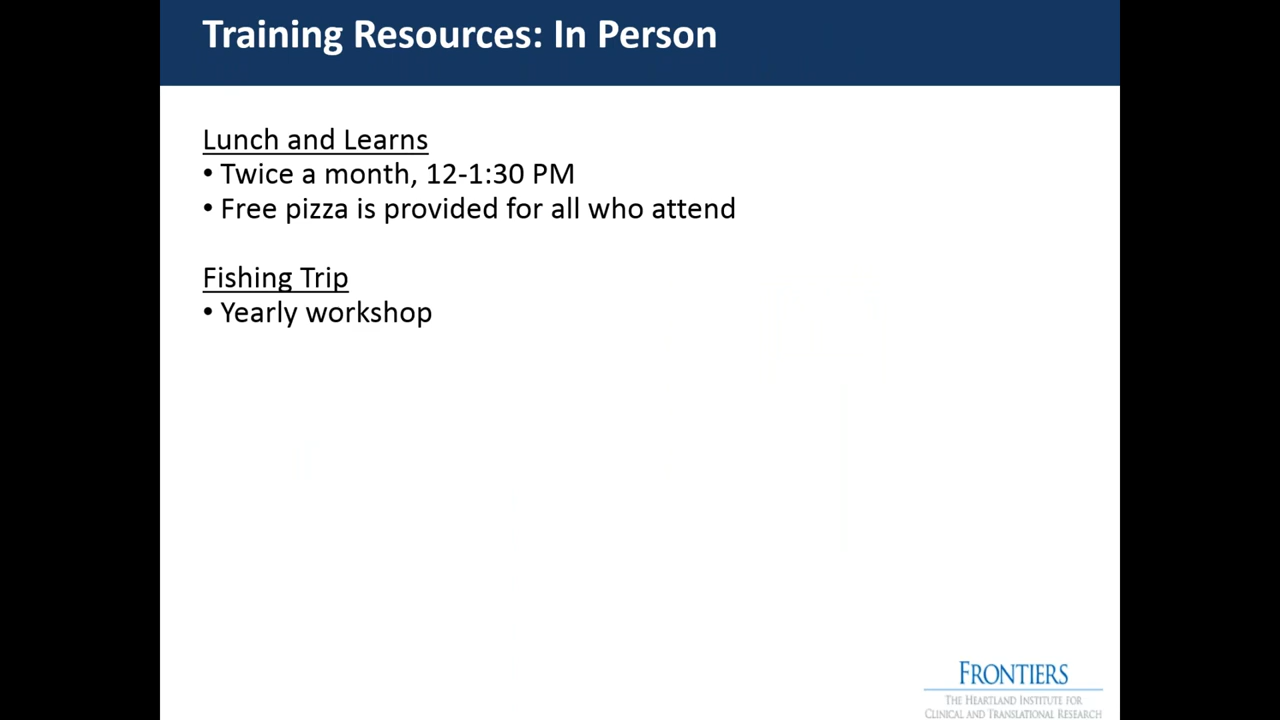 Training Resources: In Person
Lunch and Learns
• Twice a month, 12-1:30 PM
• Free pizza is provided for all who attend
Fishing Trip
• Yearly workshop
FRONTIERS
THE HEARTLAND INSTITUTE FOR
CLINICAL AND TRANSLATIONAL RESEARCH